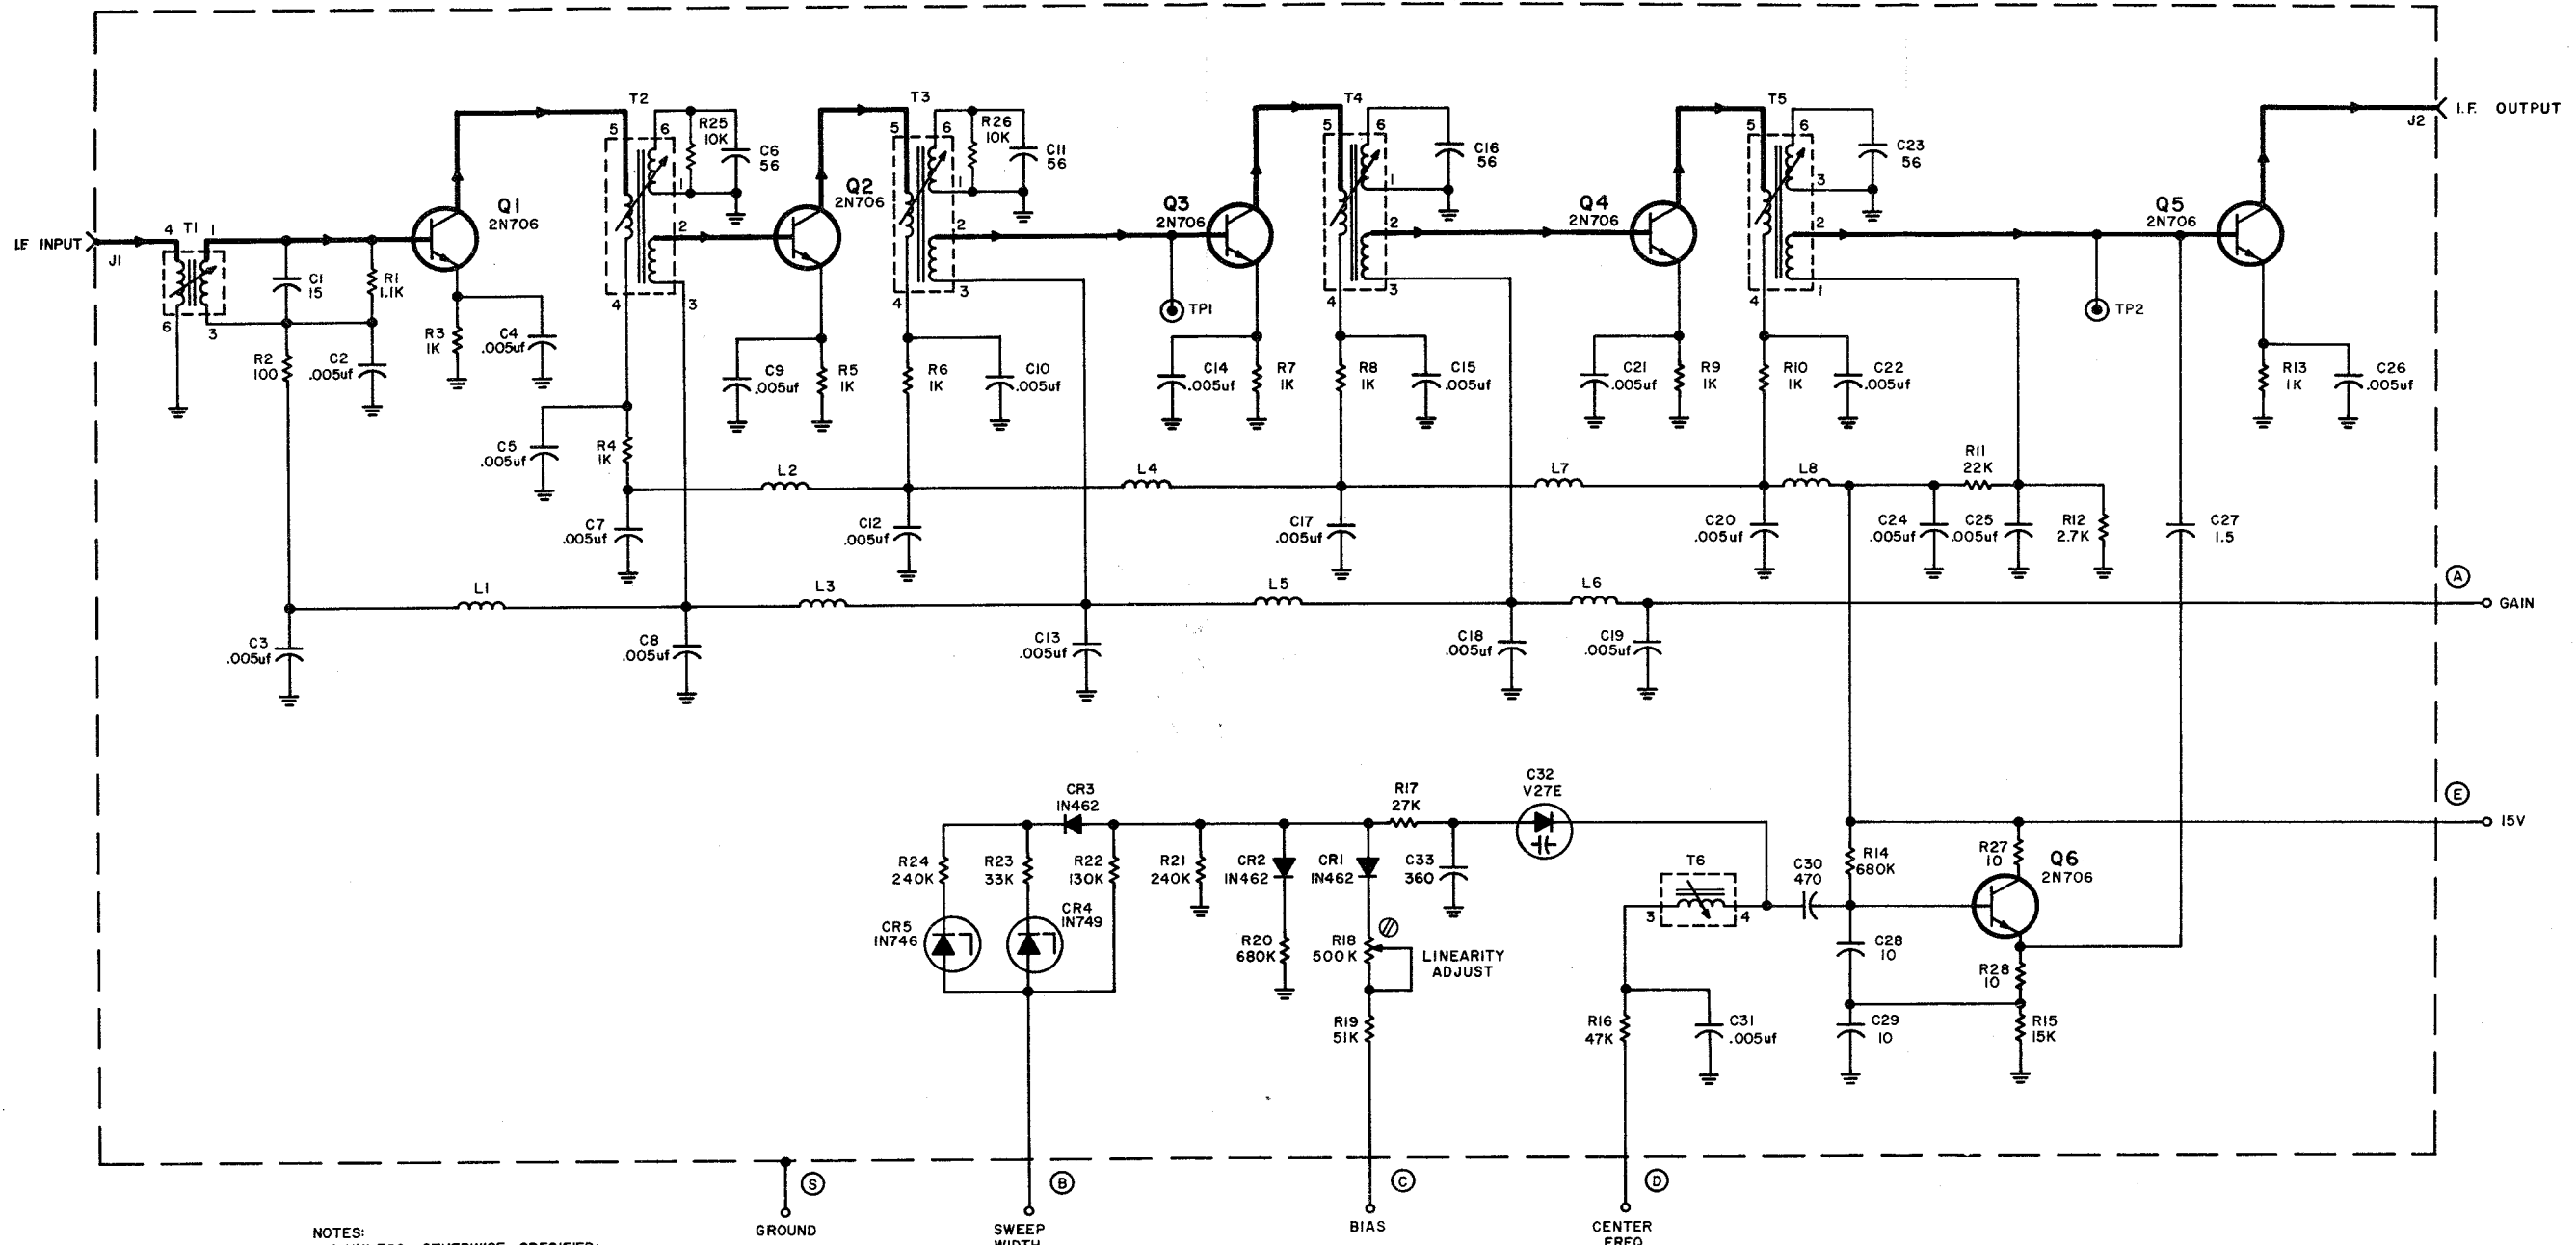 T2
T3
T4
T5
5
6
R25
10K
C6
56
1
5
6
R26
10K
C11
56
1
5
6
C16
56
1
5
6
C23
56
3
J2
I.F. OUTPUT
I.F. INPUT
J1
4
T1
1
6
3
C1
15
R1
1.1K
Q1
2N706
2
Q2
2N706
2
Q3
2N706
2
Q4
2N706
2
Q5
2N706
4
3
4
3
TP1
4
3
4
1
TP2
R2
100
C2
.005uf
R3
1K
C4
.005uf
C9
.005uf
R5
1K
R6
1K
C10
.005uf
C14
.005uf
R7
1K
R8
1K
C15
.005uf
C21
.005uf
R9
1K
R10
1K
C22
.005uf
R13
1K
C26
.005uf
C5
.005uf
R4
1K
L2
L4
L7
L8
R11
22K
C7
.005uf
C12
.005uf
C17
.005uf
C20
.005uf
C24
.005uf
C25
.005uf
R12
2.7K
C27
1.5
L1
L3
L5
L6
A
GAIN
C3
.005uf
C8
.005uf
C13
.005uf
C18
.005uf
C19
.005uf
CR3
1N462
R17
27K
C32
V27E
E
15V
R24
240K
R23
33K
R22
130K
R21
240K
CR2
1N462
CR1
1N462
C33
360
T6
3
4
C30
470
R14
680K
R27
10
Q6
2N706
CR5
1N746
CR4
1N749
R20
680K
R18
500K
LINEARITY
ADJUST
C28
10
R28
10
R19
51K
R16
47K
C31
.005uf
C29
10
R15
15K
S
B
C
D
GROUND
SWEEP
WIDTH
BIAS
CENTER
FREQ
NOTES:
UNLESS OTHERWISE SPECIFIED: